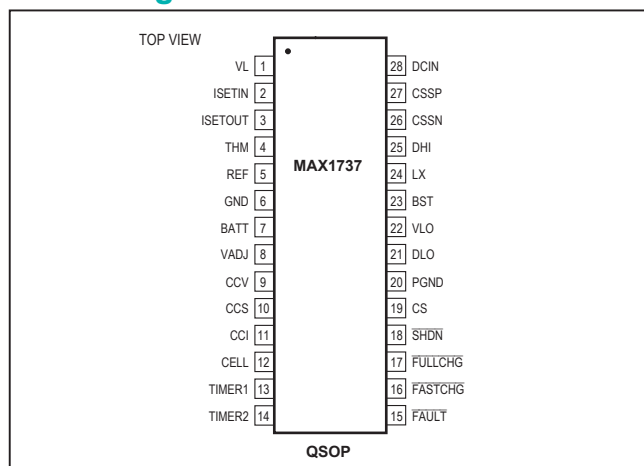 TOP VIEW
VL 1
ISETIN 2
ISETOUT 3
THM 4
REF 5
GND 6
BATT 7
VADJ 8
CCV 9
CCS 10
CCI 11
CELL 12
TIMER1 13
TIMER2 14
MAX1737
28 DCIN
27 CSSP
26 CSSN
25 DHI
24 LX
23 BST
22 VLO
21 DLO
20 PGND
19 CS
18 SHDN
17 FULLCHG
16 FASTCHG
15 FAULT
QSOP